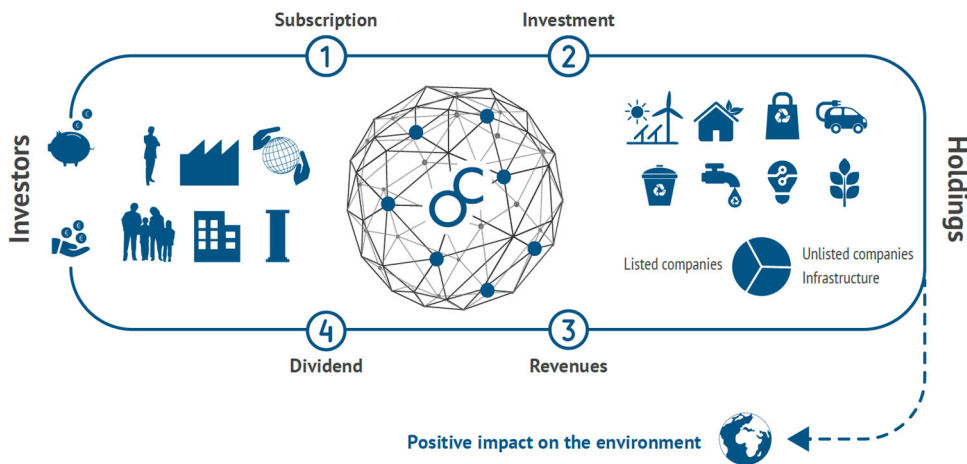 Subscription
Investment
1
2
Investors
Holdings
€
€
OC
Listed companies
Unlisted companies
Infrastructure
€
€
€
4
3
Dividend
Revenues
Positive impact on the environment